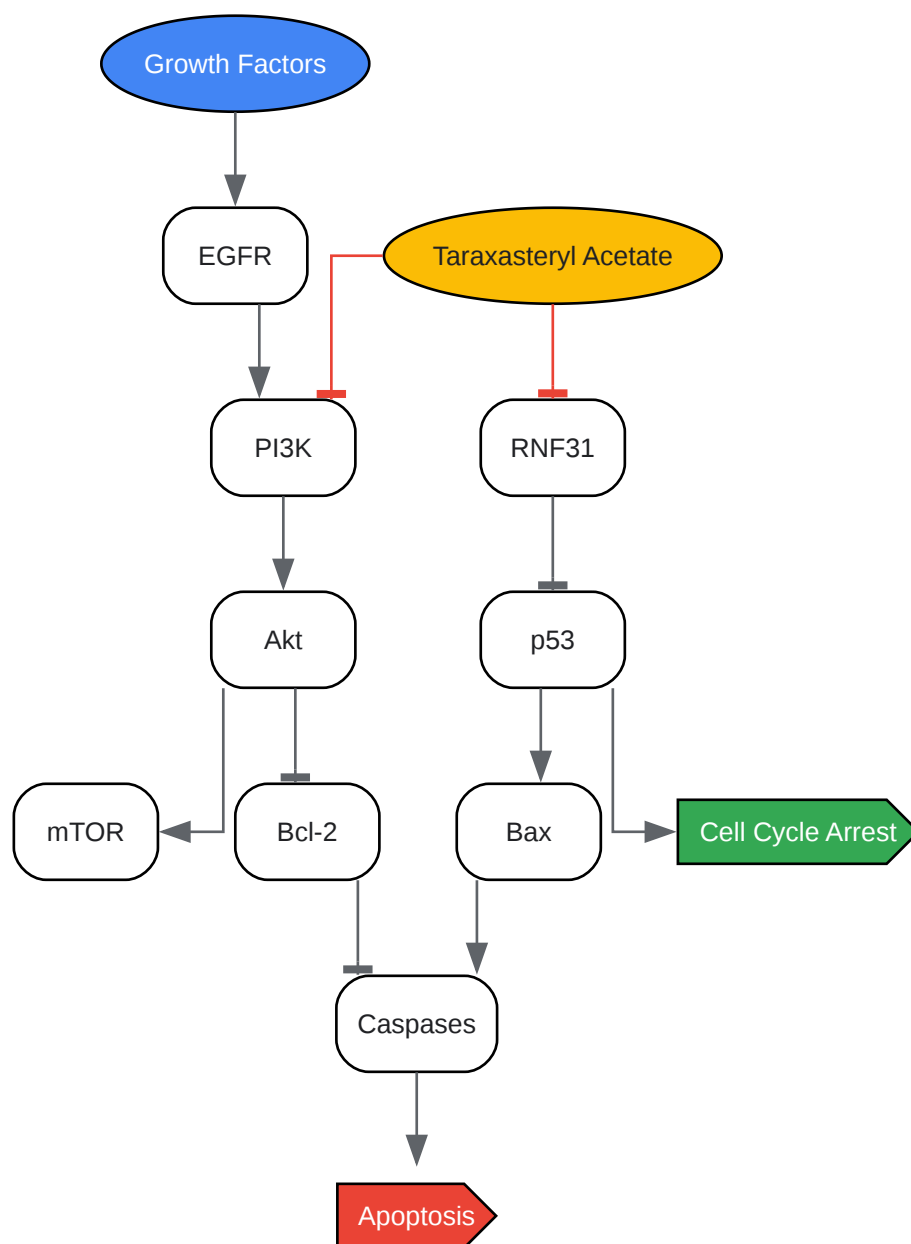 Growth Factors
EGFR
Taraxasteryl Acetate
PI3K
RNF31
Akt
p53
mTOR
Bcl-2
Bax
Cell Cycle Arrest
Caspases
Apoptosis